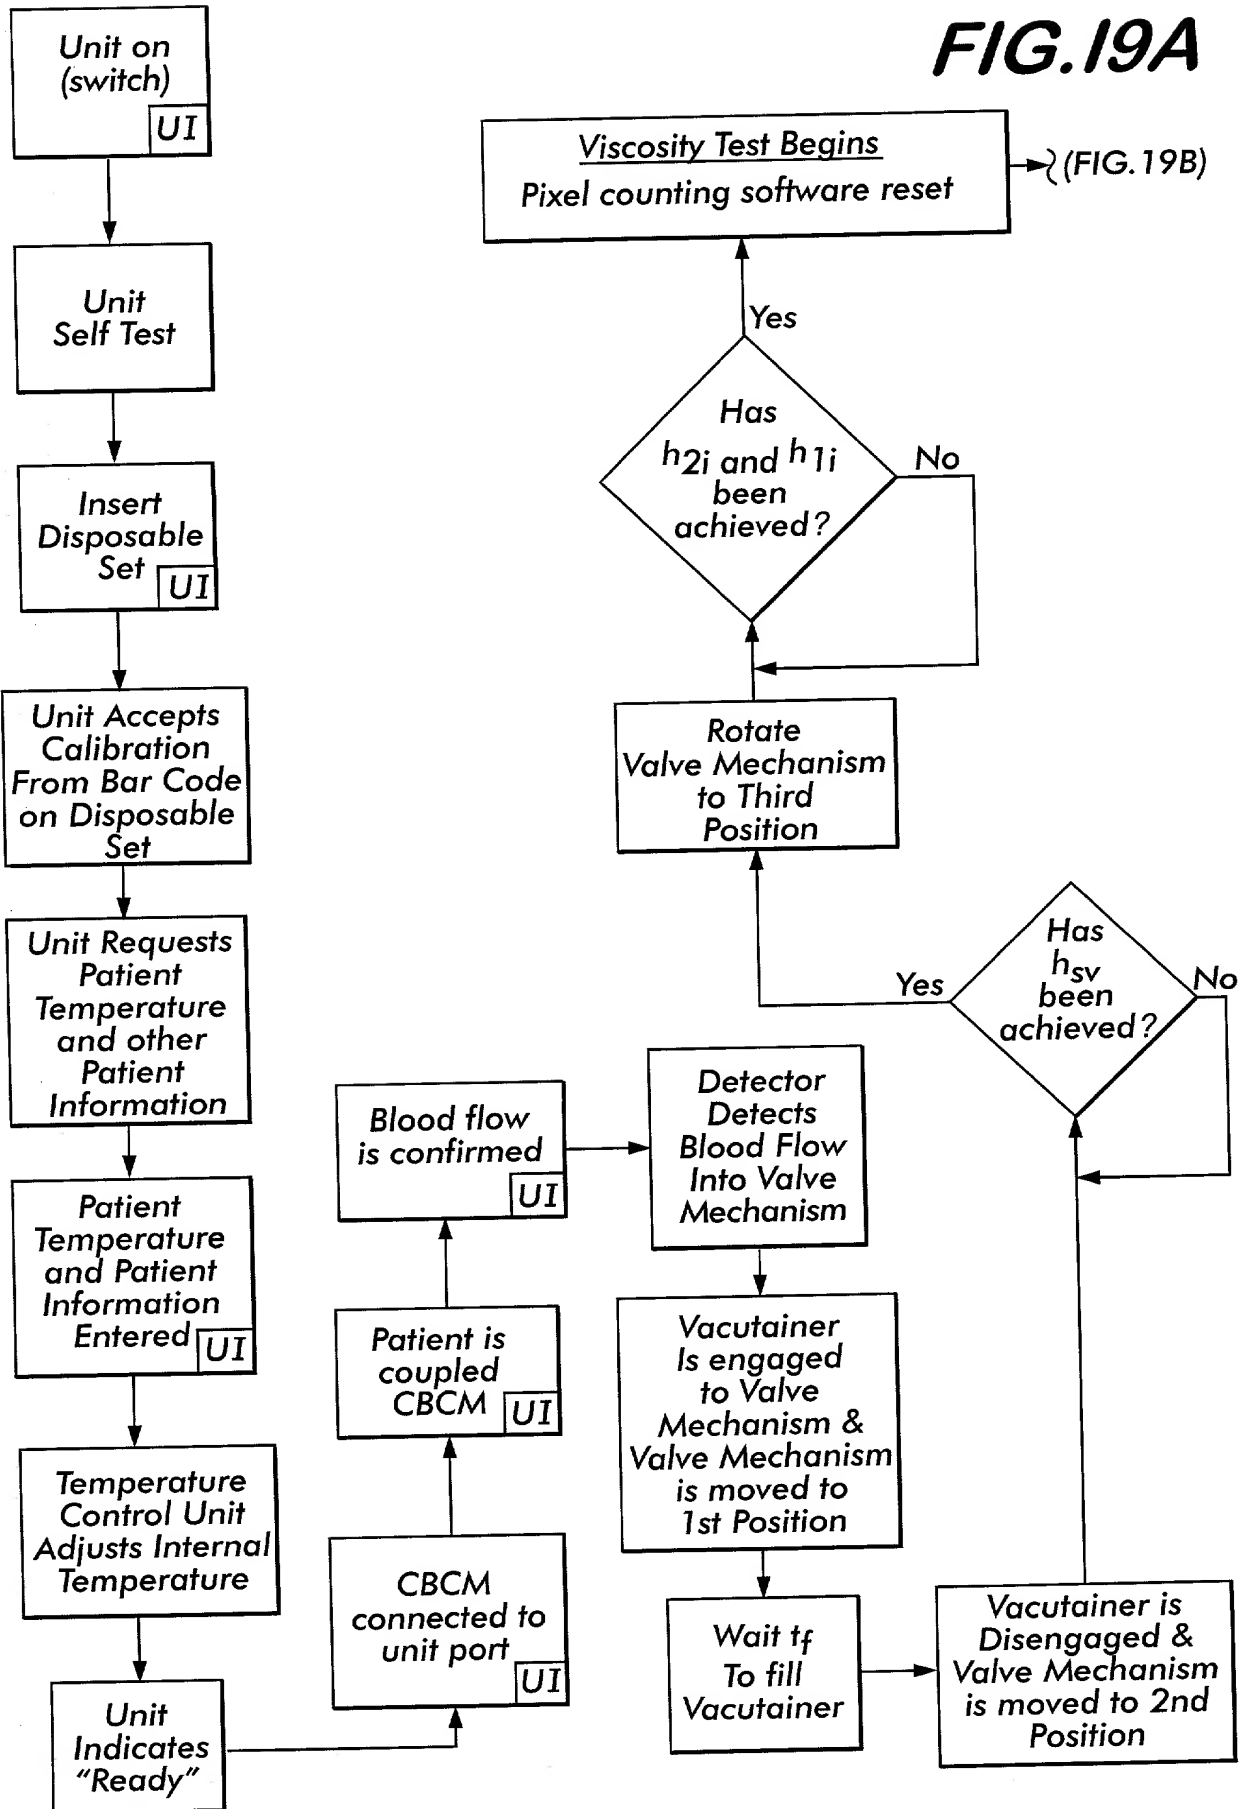 FIG.19A
Unit on
(switch)
UI
Unit
Self Test
Insert
Disposable
Set
UI
Unit Accepts
Calibration
From Bar Code
on Disposable
Set
Unit Requests
Patient
Temperature
and other
Patient
Information
Patient
Temperature
and Patient
Information
Entered
UI
Temperature
Control Unit
Adjusts Internal
Temperature
Unit
Indicates
"Ready"
CBCM
connected to
unit port
UI
Patient is
coupled
CBCM
UI
Blood flow
is confirmed
UI
Detector
Detects
Blood Flow
Into Valve
Mechanism
Vacutainer
Is engaged
to Valve
Mechanism &
Valve Mechanism
is moved to
1st Position
Wait tf
To fill
Vacutainer
Vacutainer is
Disengaged &
Valve Mechanism
is moved to 2nd
Position
Has
hsv
been
achieved?
No
Yes
Rotate
Valve Mechanism
to Third
Position
Has
h2i and h1i
been
achieved?
No
Yes
Viscosity Test Begins
Pixel counting software reset
(FIG.19B)